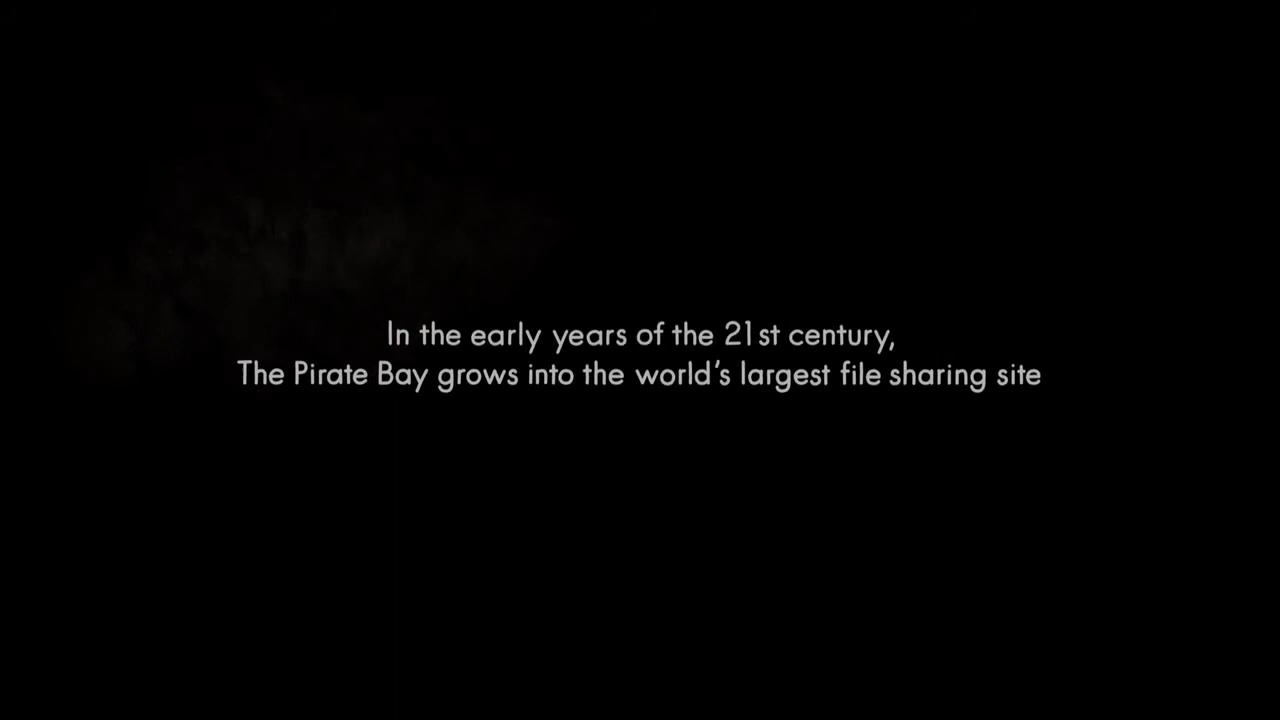 In the early years of the 21st century,
The Pirate Bay grows into the world's largest file sharing site